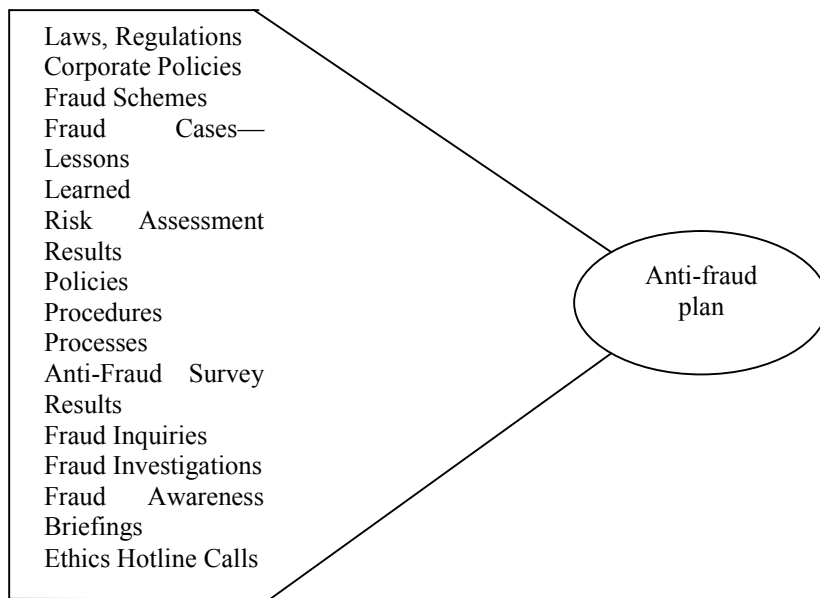 Laws, Regulations
Corporate Policies
Fraud Schemes
Fraud Cases—
Lessons
Learned
Risk Assessment
Results
Policies
Procedures
Processes
Anti-Fraud Survey
Results
Fraud Inquiries
Fraud Investigations
Fraud Awareness
Briefings
Ethics Hotline Calls
Anti-fraud
plan